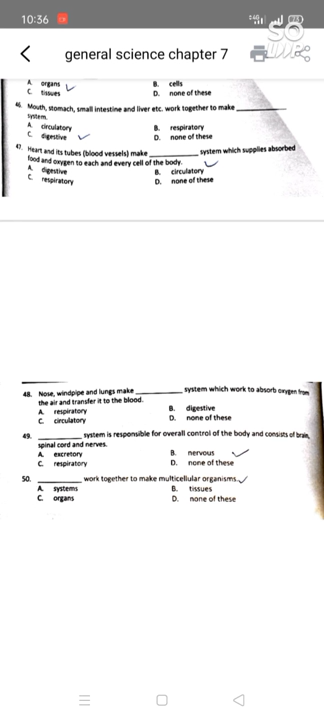 10:36
general science chapter 7
A. organs B. cells
C. tissues D. none of these
46. Mouth, stomach, small intestine and liver etc. work together to make ________
system.
A. circulatory B. respiratory
C. digestive D. none of these
47. Heart and its tubes (blood vessels) make ________ system which supplies absorbed
food and oxygen to each and every cell of the body.
A. digestive B. circulatory
C. respiratory D. none of these
48. Nose, windpipe and lungs make ________ system which work to absorb oxygen from
the air and transfer it to the blood.
A. respiratory B. digestive
C. circulatory D. none of these
49. ________ system is responsible for overall control of the body and consists of brain,
spinal cord and nerves.
A. excretory B. nervous
C. respiratory D. none of these
50. ________ work together to make multicellular organisms.
A. systems B. tissues
C. organs D. none of these